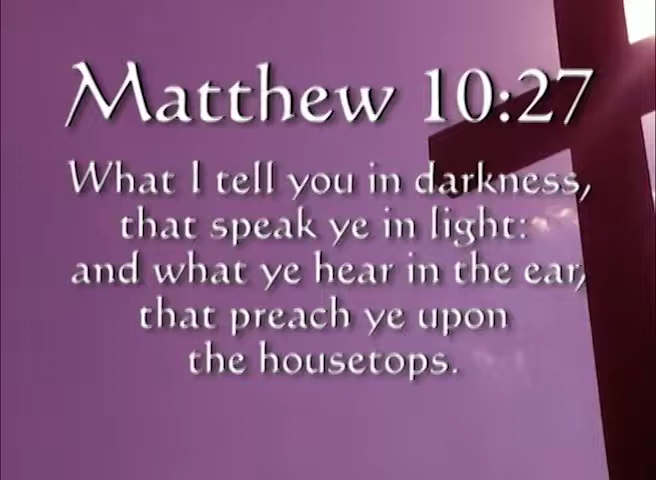 Matthew 10:27
What I tell you in darkness,
that speak ye in light:
and what ye hear in the ear,
that preach ye upon
the housetops.